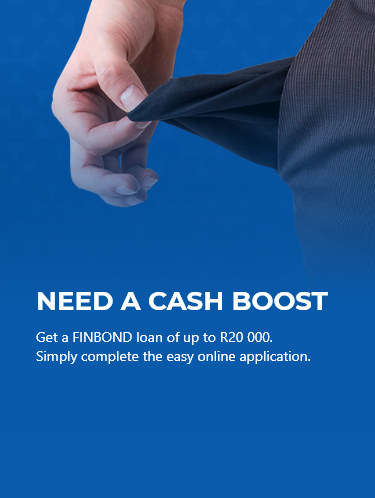 NEED A CASH BOOST
Get a FINBOND loan of up to R20 000.
Simply complete the easy online application.